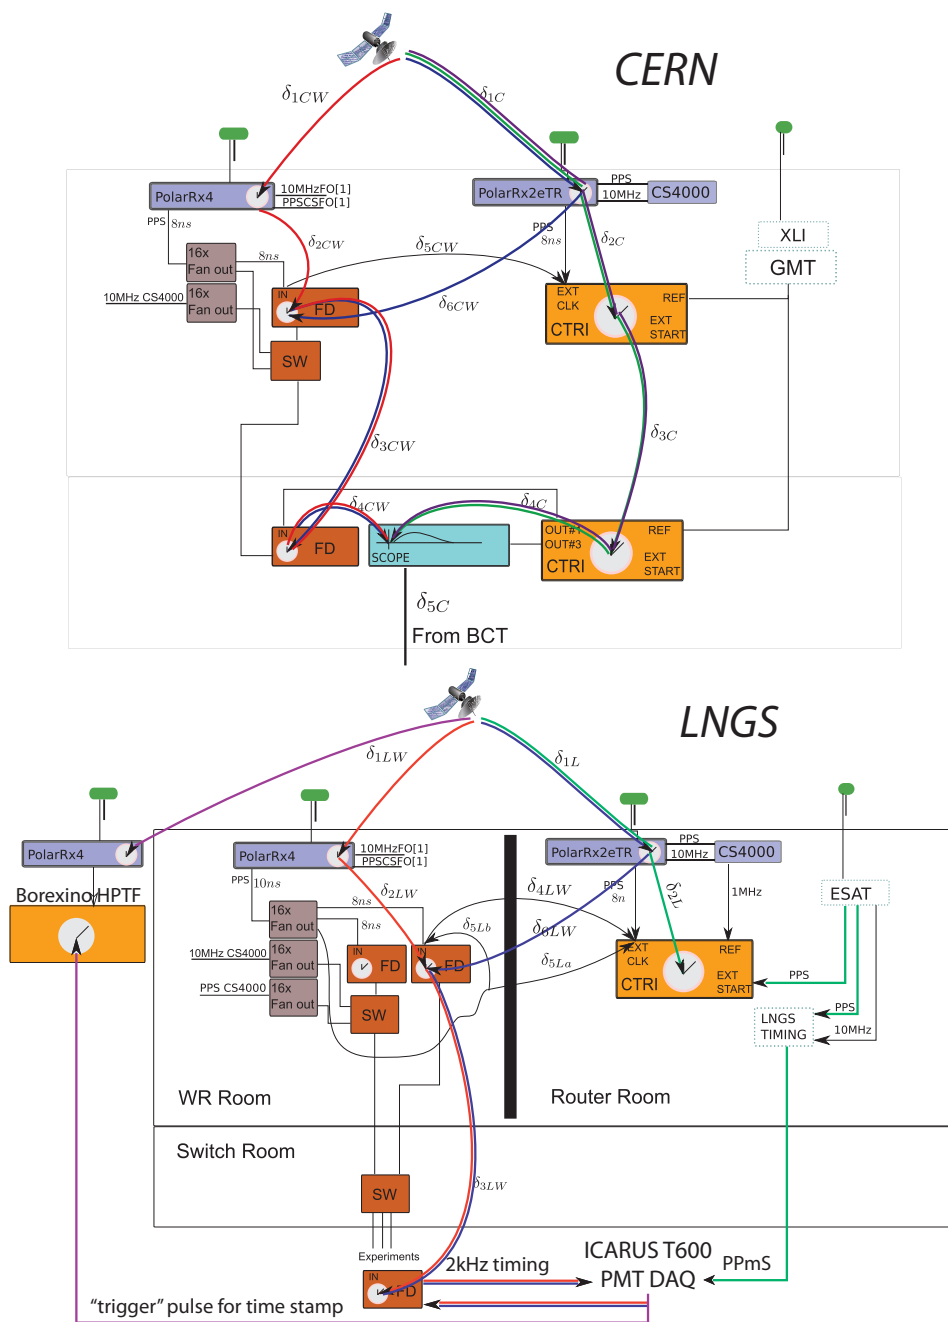 CERN
δ1CW
δ1C
PolarRx4
10MHzFO[1]
PPSCSFO[1]
PolarRx2eTR
PPS
10MHz
CS4000
PPS
8ns
δ2CW
PPS
8ns
δ2C
XLI
GMT
16x
Fan out
8ns
δ5CW
10MHz CS4000
16x
Fan out
IN
FD
δ6CW
EXT
CLK
REF
CTRI
EXT
START
SW
δ3CW
δ3C
IN
FD
δ4CW
SCOPE
δ4C
OUT#1
OUT#3
REF
CTRI
EXT
START
δ5C
From BCT
LNGS
δ1LW
δ1L
PolarRx4
PolarRx4
10MHzFO[1]
PPSCSFO[1]
PolarRx2eTR
PPS
10MHz
CS4000
Borexino HPTF
PPS
10ns
δ2LW
8ns
8ns
δ4LW
PPS
8n
δ2L
1MHz
ESAT
16x
Fan out
δ5Lb
δ6LW
10MHz CS4000
16x
Fan out
IN
FD
IN
FD
δ5La
EXT
CLK
REF
CTRI
EXT
START
PPS
PPS CS4000
16x
Fan out
SW
LNGS
TIMING
PPS
10MHz
WR Room
Router Room
Switch Room
SW
δ3LW
Experiments
IN
FD
2kHz timing
ICARUS T600
PMT DAQ
PPmS
“trigger” pulse for time stamp